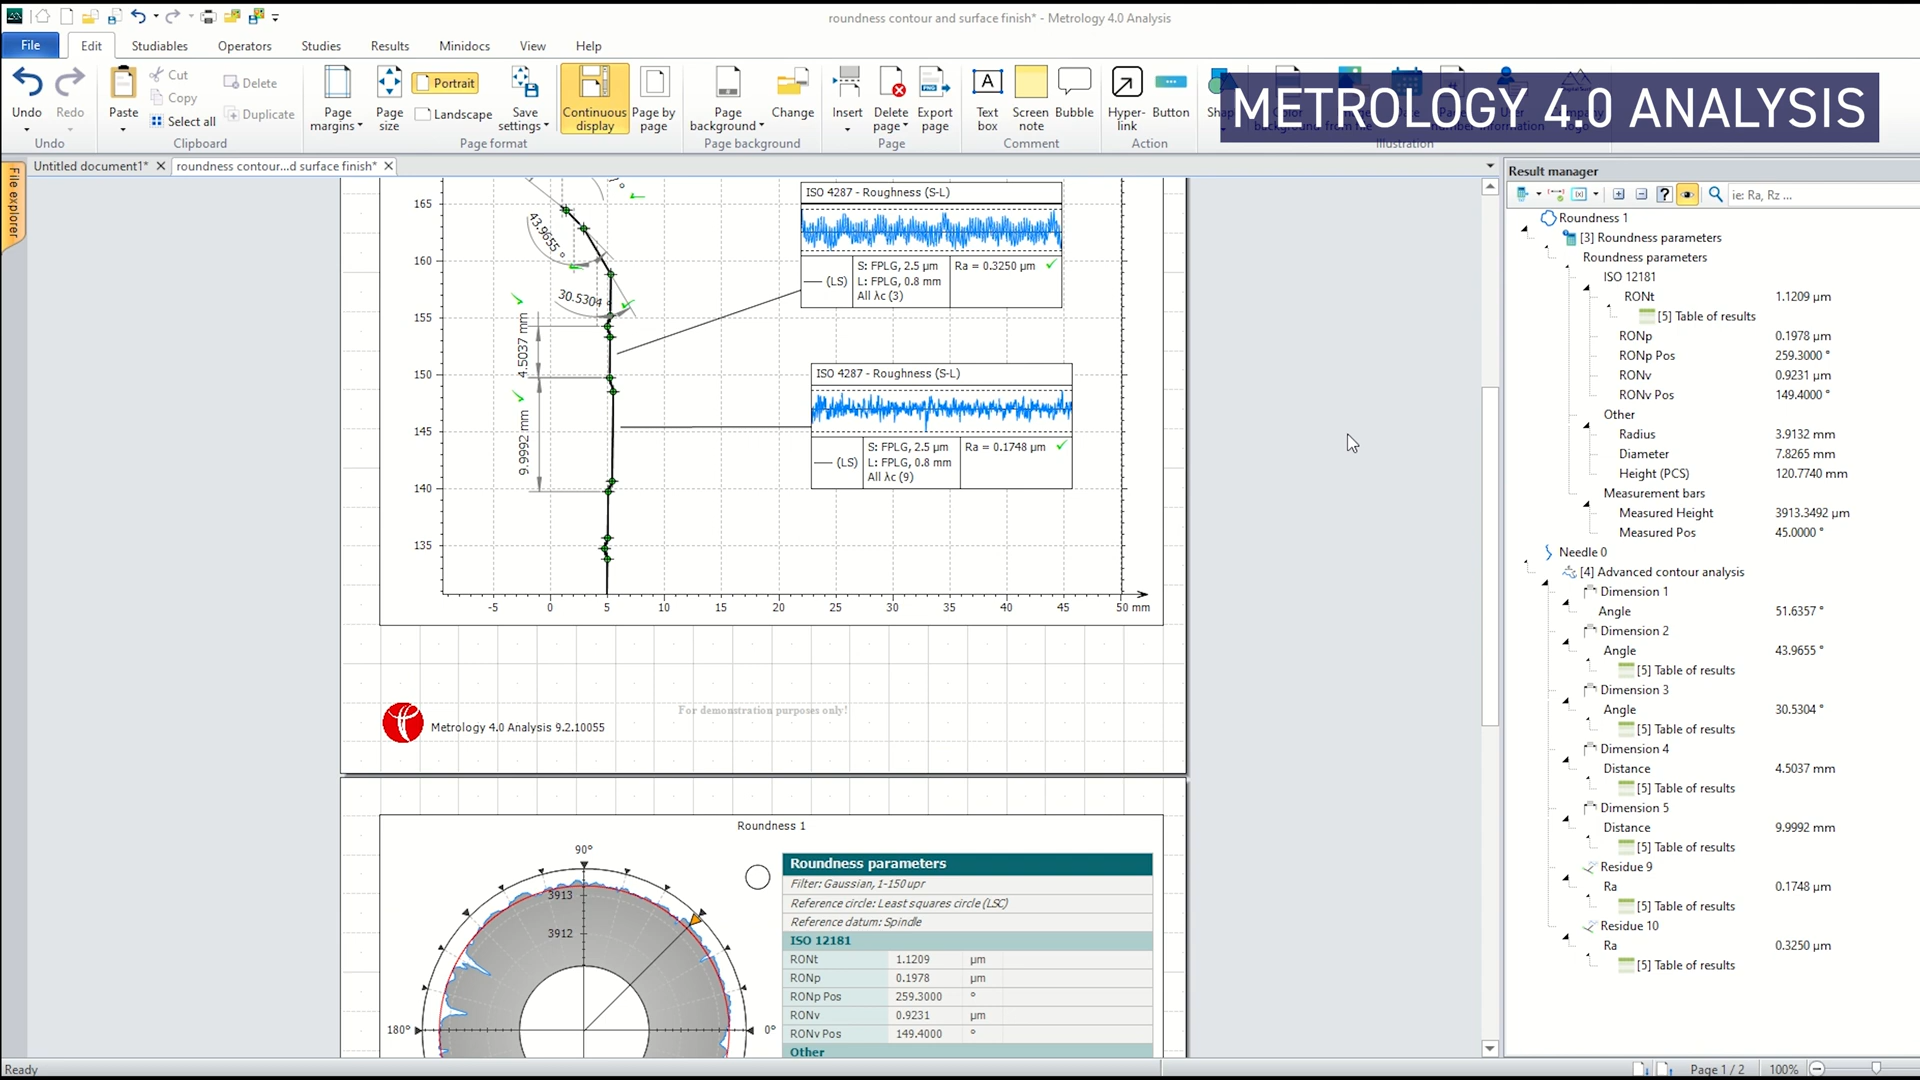 roundness contour and surface finish* - Metrology 4.0 Analysis
File Edit Studiables Operators Studies Results Minidocs View Help
METROLOGY 4.0 ANALYSIS
Undo Redo
Undo
Paste Cut Copy Select all Delete Duplicate
Clipboard
Page margins Page size Portrait Landscape Save settings
Page format
Continuous display Page by page
Page background Change
Page background
Insert Delete page Export page
Page
Text box Screen note Bubble
Comment
Hyper-link Button
Action
Illustration
File explorer
Untitled document1* roundness contour...d surface finish*
165
160
155
150
145
140
135
-5 0 5 10 15 20 25 30 35 40 45 50 mm
43.9655 °
30.5304 °
4.5037 mm
9.9992 mm
ISO 4287 - Roughness (S-L)
(LS)
S: FPLG, 2.5 µm
L: FPLG, 0.8 mm
All λc (3)
Ra = 0.3250 µm
ISO 4287 - Roughness (S-L)
(LS)
S: FPLG, 2.5 µm
L: FPLG, 0.8 mm
All λc (9)
Ra = 0.1748 µm
For demonstration purposes only!
Metrology 4.0 Analysis 9.2.10055
Roundness 1
90°
3913
3912
180°
0°
Roundness parameters
Filter: Gaussian, 1-150 upr
Reference circle: Least squares circle (LSC)
Reference datum: Spindle
ISO 12181
RONt 1.1209 µm
RONp 0.1978 µm
RONp Pos 259.3000 °
RONv 0.9231 µm
RONv Pos 149.4000 °
Other
Result manager
ie: Ra, Rz ...
Roundness 1
[3] Roundness parameters
Roundness parameters
ISO 12181
RONt 1.1209 µm
[5] Table of results
RONp 0.1978 µm
RONp Pos 259.3000 °
RONv 0.9231 µm
RONv Pos 149.4000 °
Other
Radius 3.9132 mm
Diameter 7.8265 mm
Height (PCS) 120.7740 mm
Measurement bars
Measured Height 3913.3492 µm
Measured Pos 45.0000 °
Needle 0
[4] Advanced contour analysis
Dimension 1
Angle 51.6357 °
Dimension 2
Angle 43.9655 °
[5] Table of results
Dimension 3
Angle 30.5304 °
[5] Table of results
Dimension 4
Distance 4.5037 mm
[5] Table of results
Dimension 5
Distance 9.9992 mm
[5] Table of results
Residue 9
Ra 0.1748 µm
[5] Table of results
Residue 10
Ra 0.3250 µm
[5] Table of results
Ready
Page 1 / 2 100%